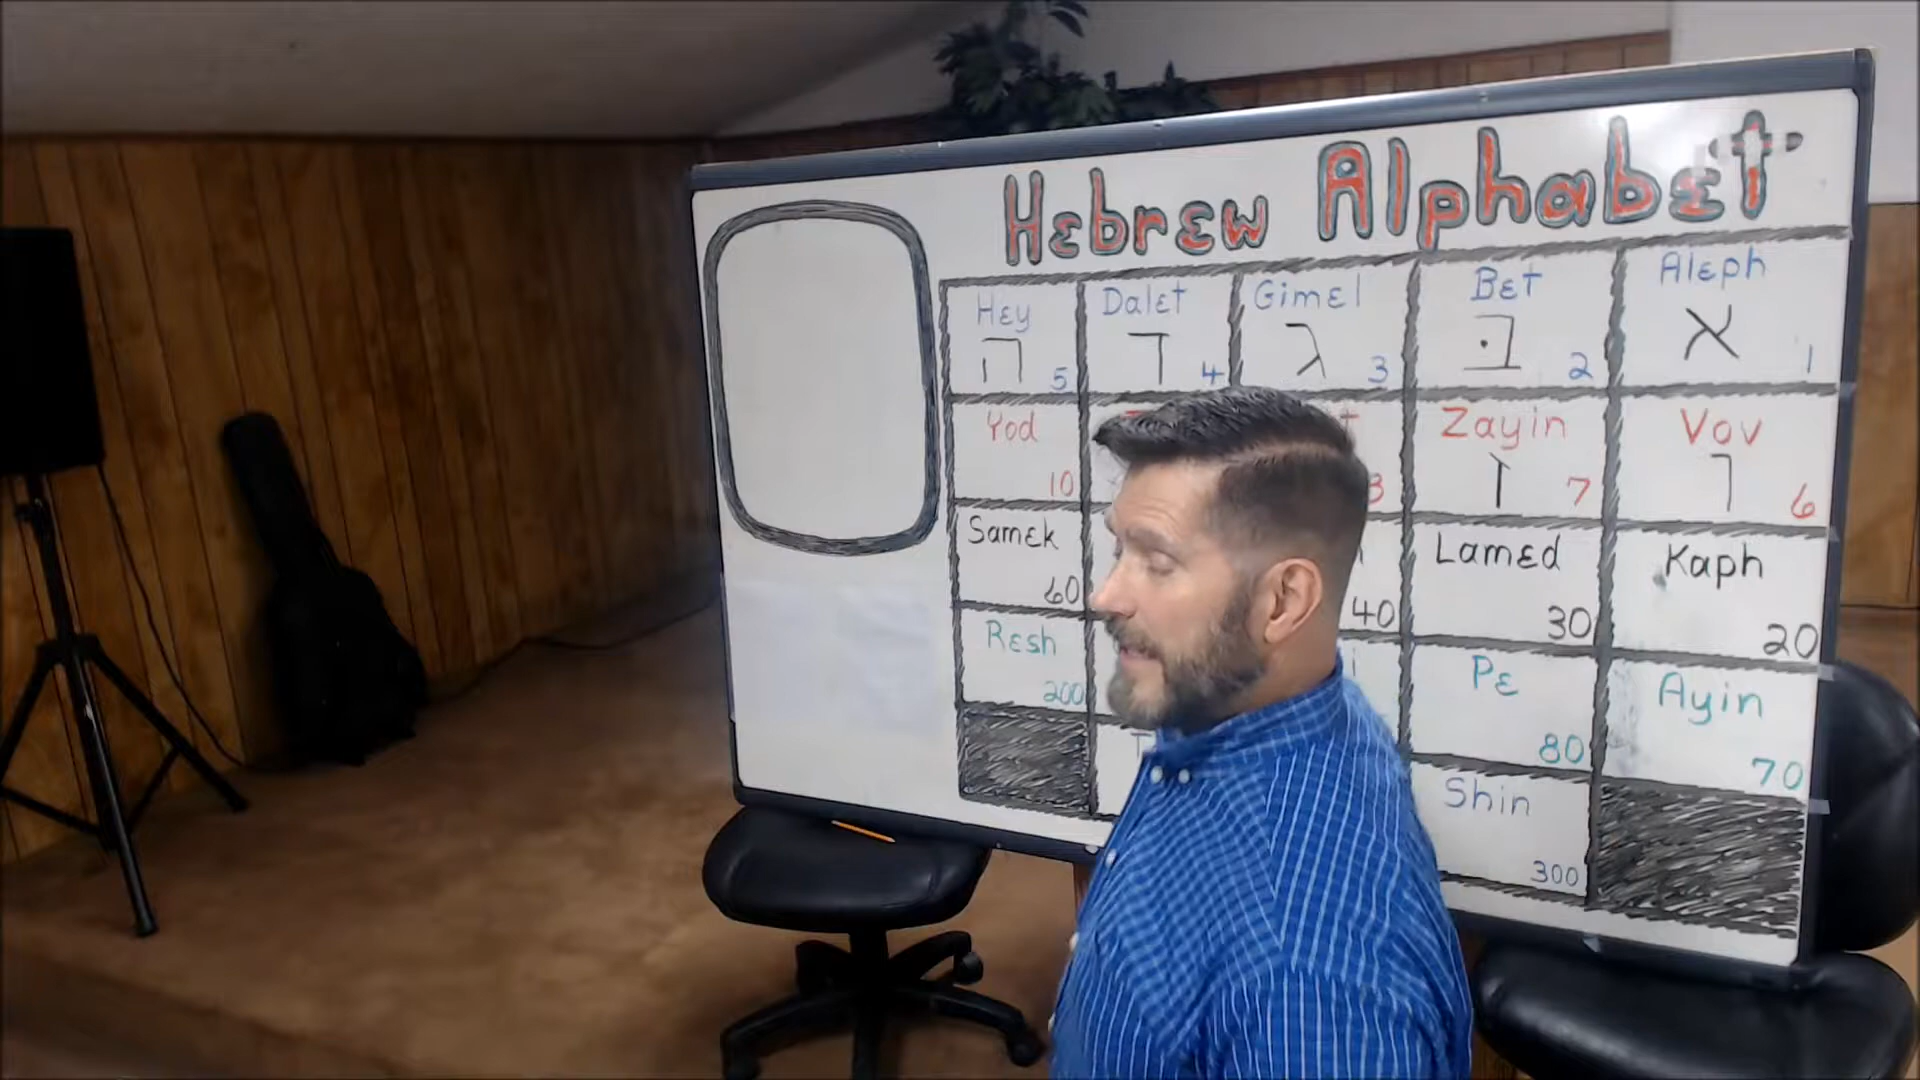 Hebrew Alphabet
Hey Dalet Gimel Bet Aleph
ה ד ג בּ א
5 4 3 2 1
Yod Zayin Vov
ז ו
10 7 6
Samek Lamed Kaph
60 40 30 20
Resh Pe Ayin
200 80 70
Shin
300